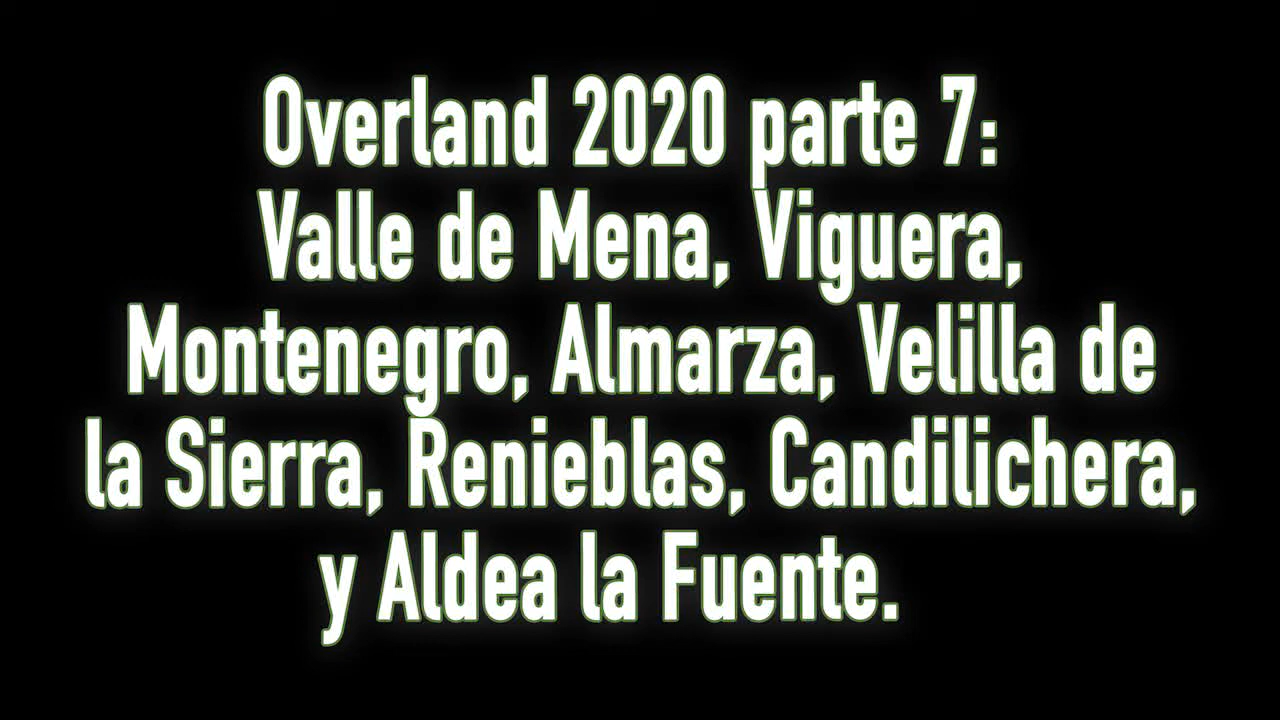 Overland 2020 parte 7:
Valle de Mena, Viguera,
Montenegro, Almarza, Velilla de
la Sierra, Renieblas, Candilichera,
y Aldea la Fuente.